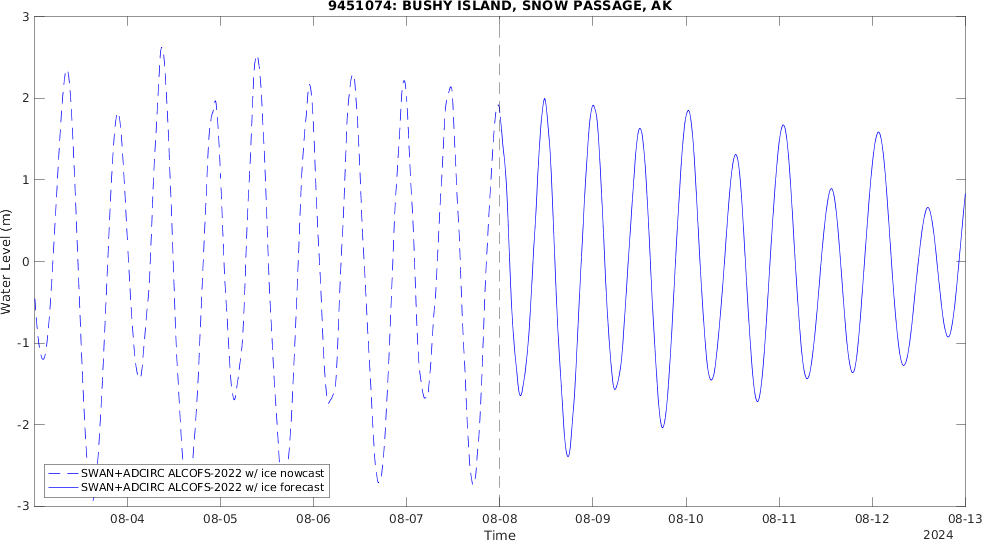 9451074: BUSHY ISLAND, SNOW PASSAGE, AK
3
2
1
0
-1
-2
-3
Water Level (m)
SWAN+ADCIRC ALCOFS-2022 w/ ice nowcast
SWAN+ADCIRC ALCOFS-2022 w/ ice forecast
08-04 08-05 08-06 08-07 08-08 08-09 08-10 08-11 08-12 08-13
Time
2024